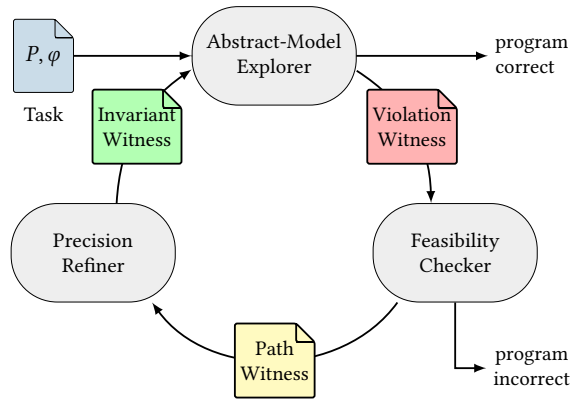 P, φ
Task
Abstract-Model
Explorer
program
correct
Invariant
Witness
Violation
Witness
Precision
Refiner
Feasibility
Checker
Path
Witness
program
incorrect